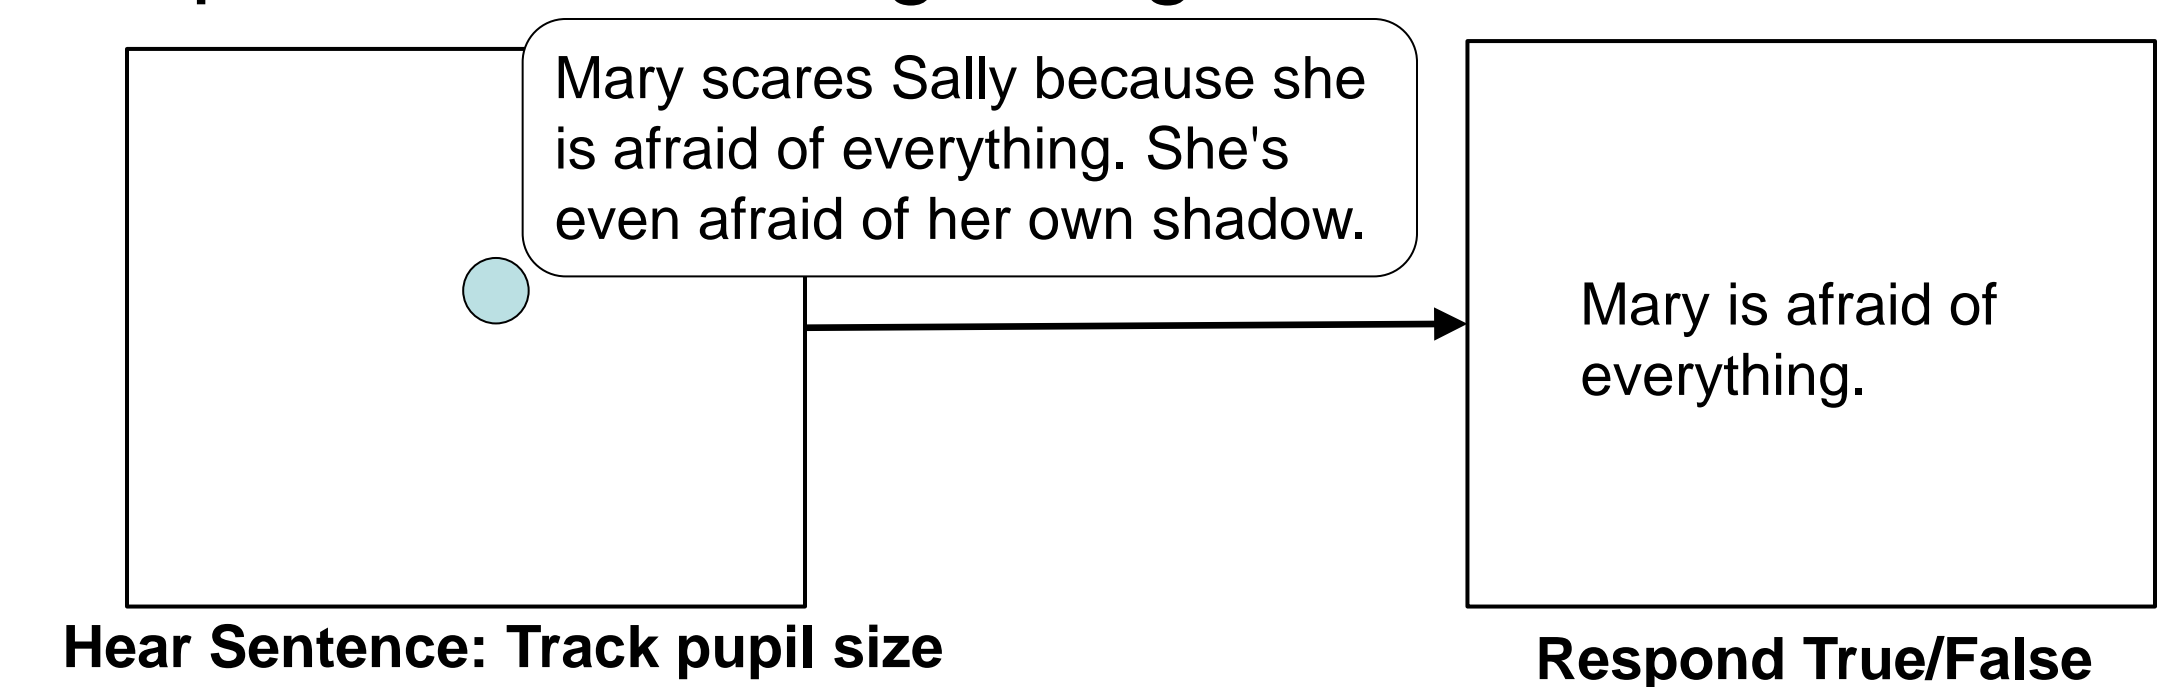 Mary scares Sally because she
is afraid of everything. She's
even afraid of her own shadow.
Mary is afraid of
everything.
Hear Sentence: Track pupil size
Respond True/False